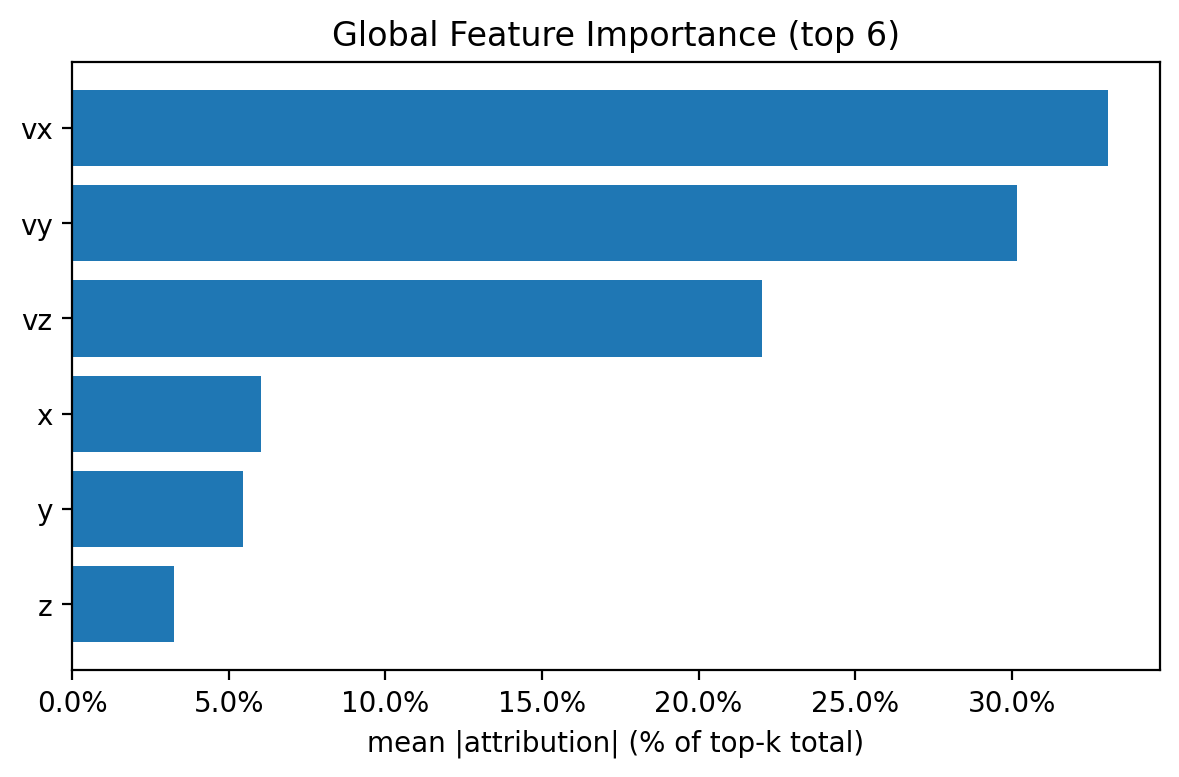 Global Feature Importance (top 6)
vx
vy
vz
x
y
z
0.0% 5.0% 10.0% 15.0% 20.0% 25.0% 30.0%
mean |attribution| (% of top-k total)